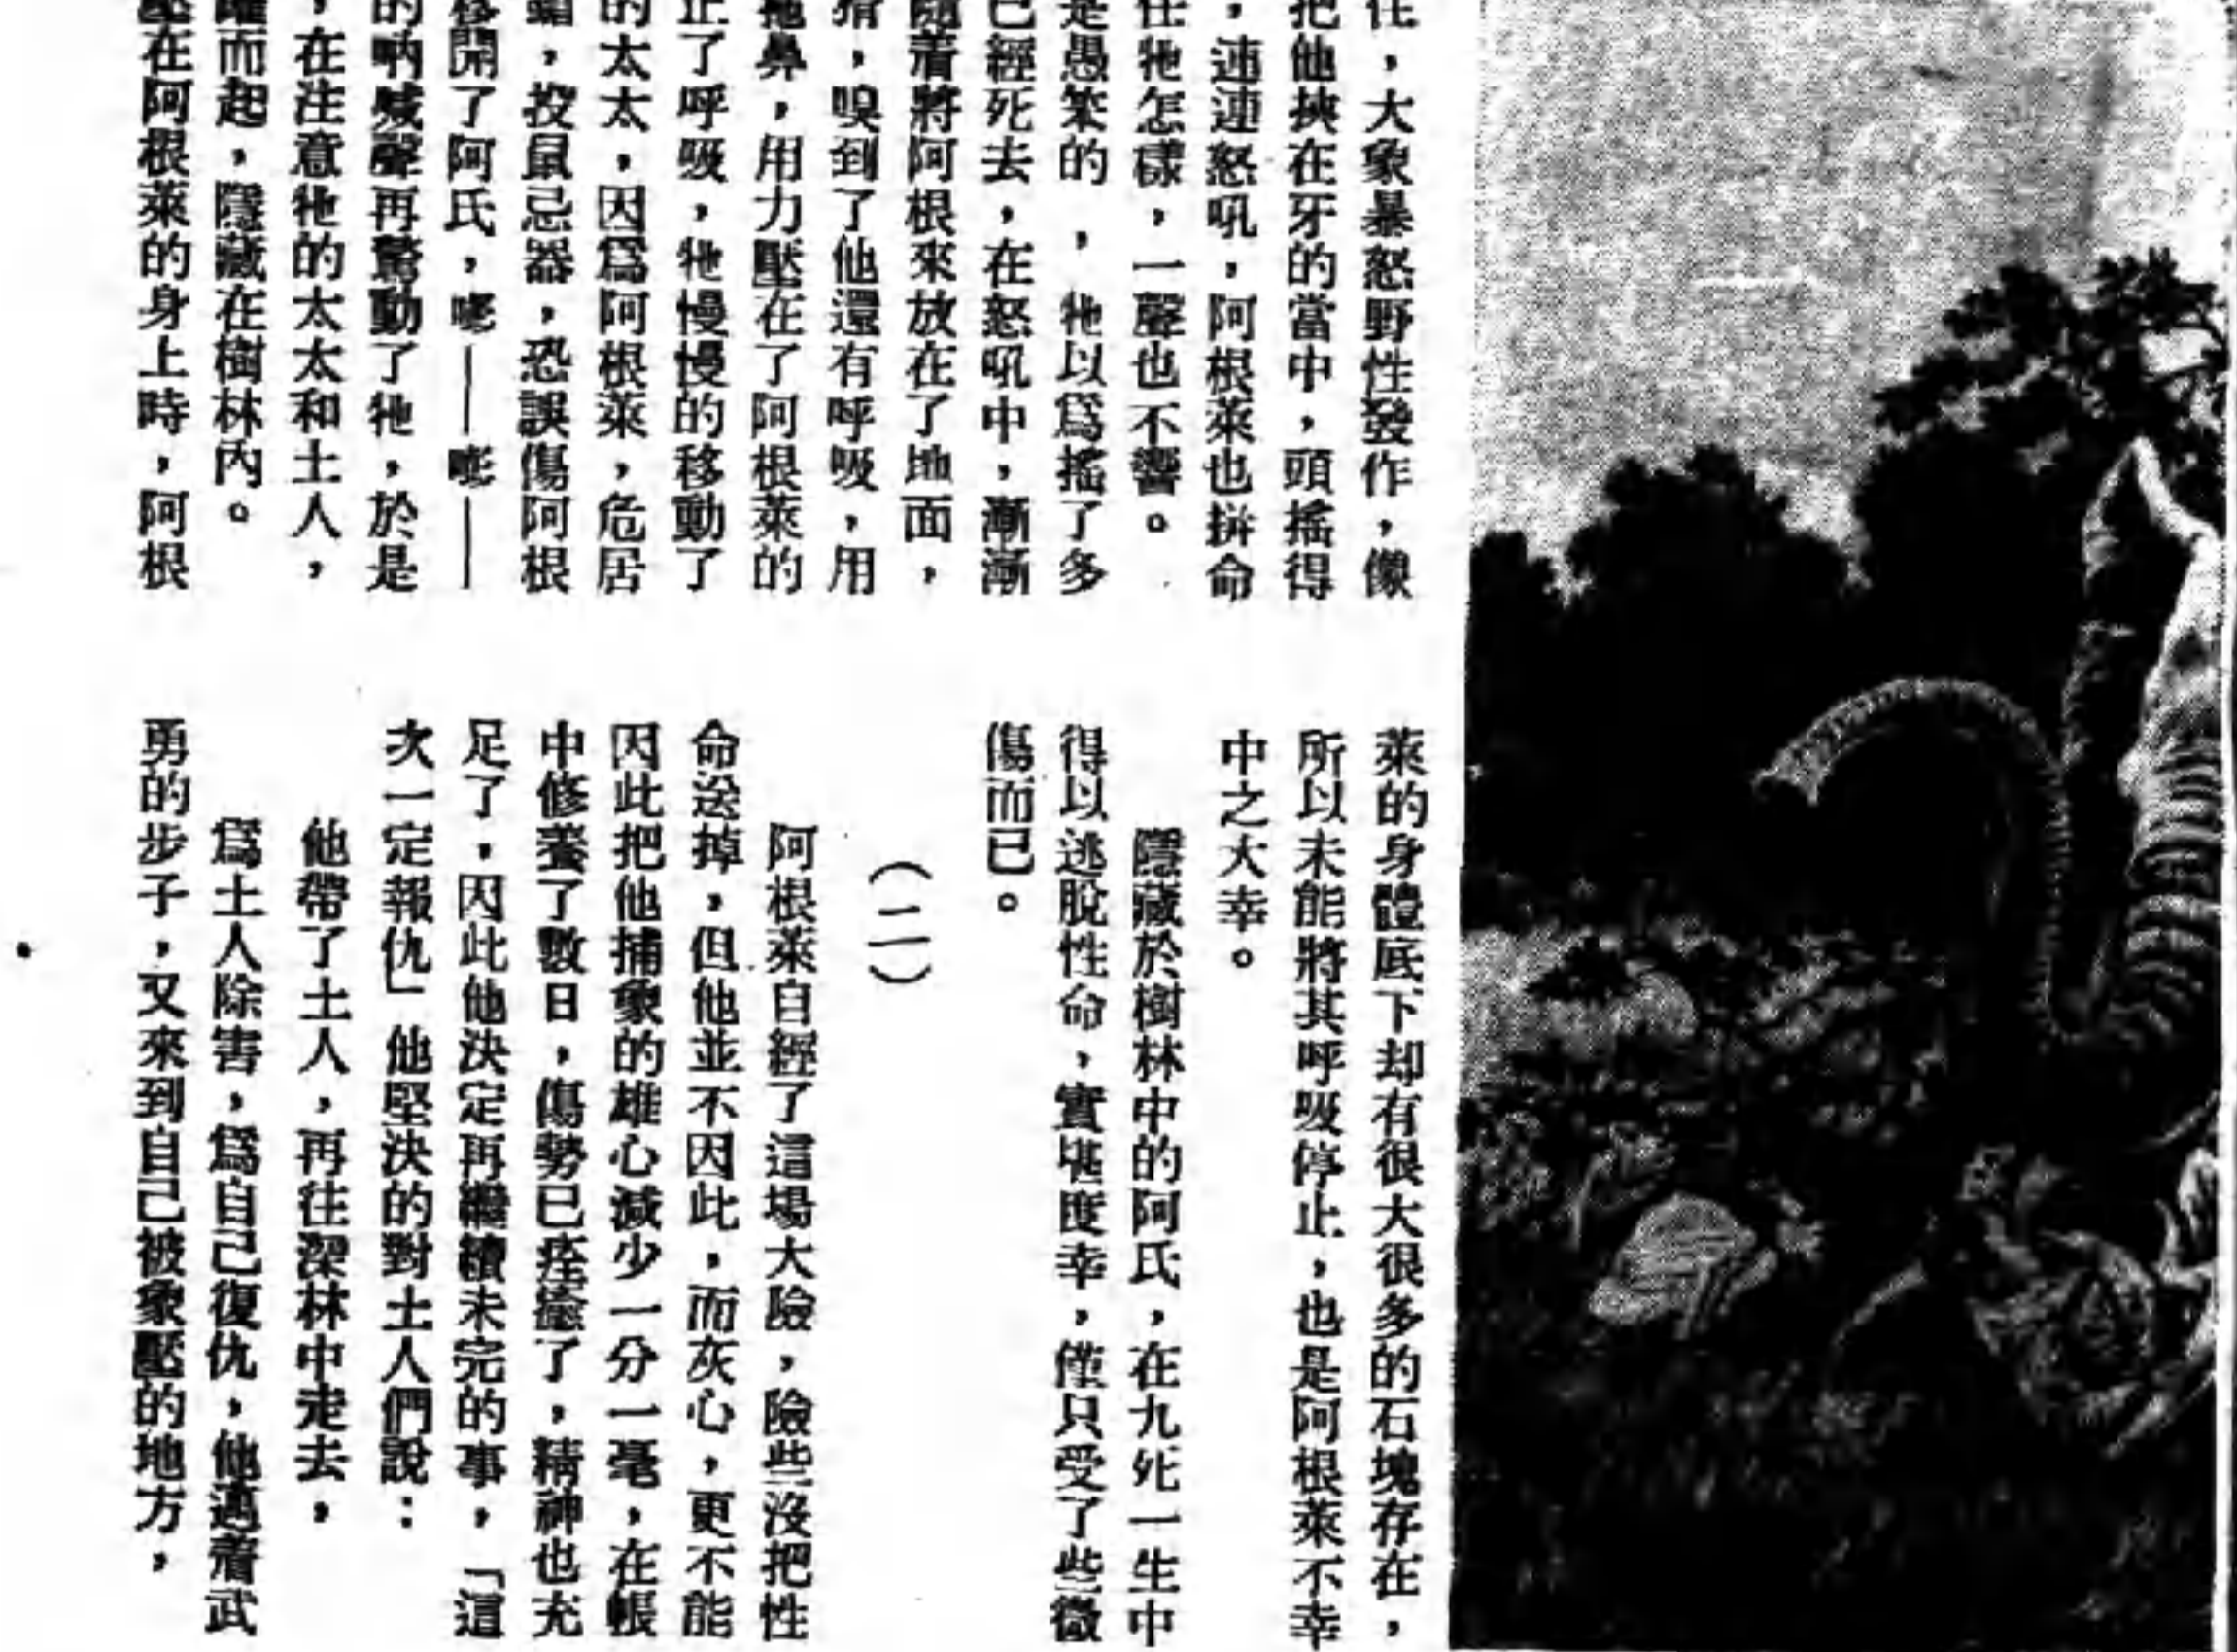 住，大象暴怒野性發作，像
把他挾在牙的當中，頭搖得
，連連怒吼，阿根萊也拚命
任牠怎樣，一聲也不響。
是愚笨的，牠以爲搖了多
已經死去，在怒吼中，漸漸
隨着將阿根來放在了地面，
，嗅到了他還有呼吸，用
鼻，用力壓在了阿根萊的
止了呼吸，牠慢慢的移動了
的太太，因爲阿根萊，危居
，投鼠忌器，恐誤傷阿根
移開了阿氏，嘭——嘭——
的吶喊聲再驚動了牠，於是
，在注意牠的太太和土人，
躍而起，隱藏在樹林內。
壓在阿根萊的身上時，阿根
萊的身體底下却有很大很多的石塊存在，
所以未能將其呼吸停止，也是阿根萊不幸
中之大幸。
隱藏於樹林中的阿氏，在九死一生中
得以逃脫性命，實堪度幸，僅只受了些微
傷而已。
（二）
阿根萊自經了這場大險，險些沒把性
命送掉，但他並不因此，而灰心，更不能
因此把他捕象的雄心減少一分一毫，在帳
中修養了數日，傷勢已痊癒了，精神也充
足了，因此他決定再繼續未完的事，「這
次一定報仇」他堅決的對土人們說：
他帶了土人，再往深林中走去，
爲土人除害，爲自己復仇，他邁着武
勇的步子，又來到自己被象壓的地方，